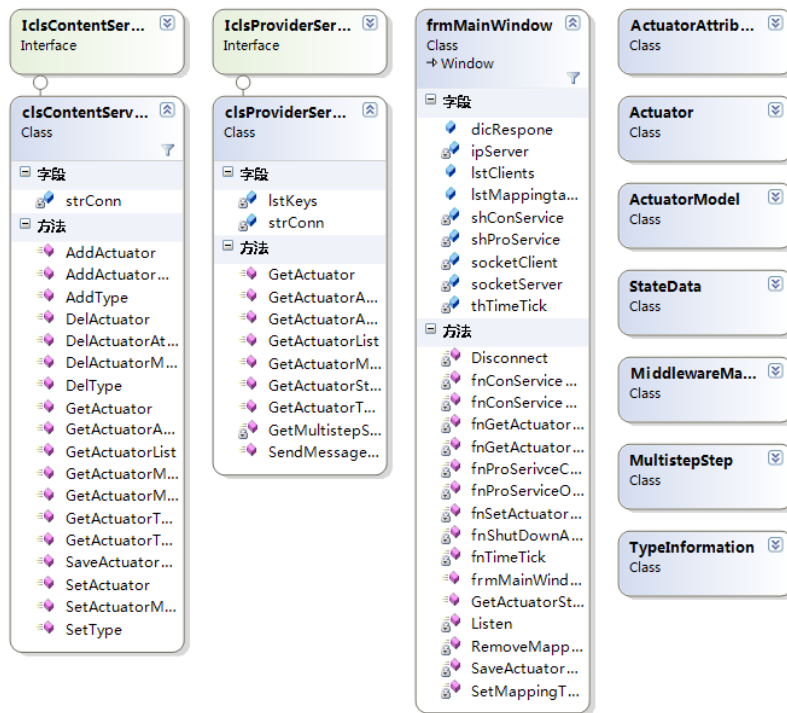 IclsContentSer...
Interface
clsContentServ...
Class
字段
strConn
方法
AddActuator
AddActuator...
AddType
DelActuator
DelActuatorAt...
DelActuatorM...
DelType
GetActuator
GetActuatorA...
GetActuatorList
GetActuatorM...
GetActuatorM...
GetActuatorT...
GetActuatorT...
SaveActuator...
SetActuator
SetActuatorM...
SetType
IclsProviderSer...
Interface
clsProviderSer...
Class
字段
lstKeys
strConn
方法
GetActuator
GetActuatorA...
GetActuatorA...
GetActuatorList
GetActuatorM...
GetActuatorSt...
GetActuatorT...
GetMultistepS...
SendMessage...
frmMainWindow
Class
Window
字段
dicRespone
ipServer
lstClients
lstMappingta...
shConService
shProService
socketClient
socketServer
thTimeTick
方法
Disconnect
fnConService...
fnConService...
fnGetActuator...
fnGetActuator...
fnProSerivceC...
fnProServiceO...
fnSetActuator...
fnShutDownA...
fnTimeTick
frmMainWind...
GetActuatorSt...
Listen
RemoveMapp...
SaveActuator...
SetMappingT...
ActuatorAttrib...
Class
Actuator
Class
ActuatorModel
Class
StateData
Class
MiddlewareMa...
Class
MultistepStep
Class
TypeInformation
Class